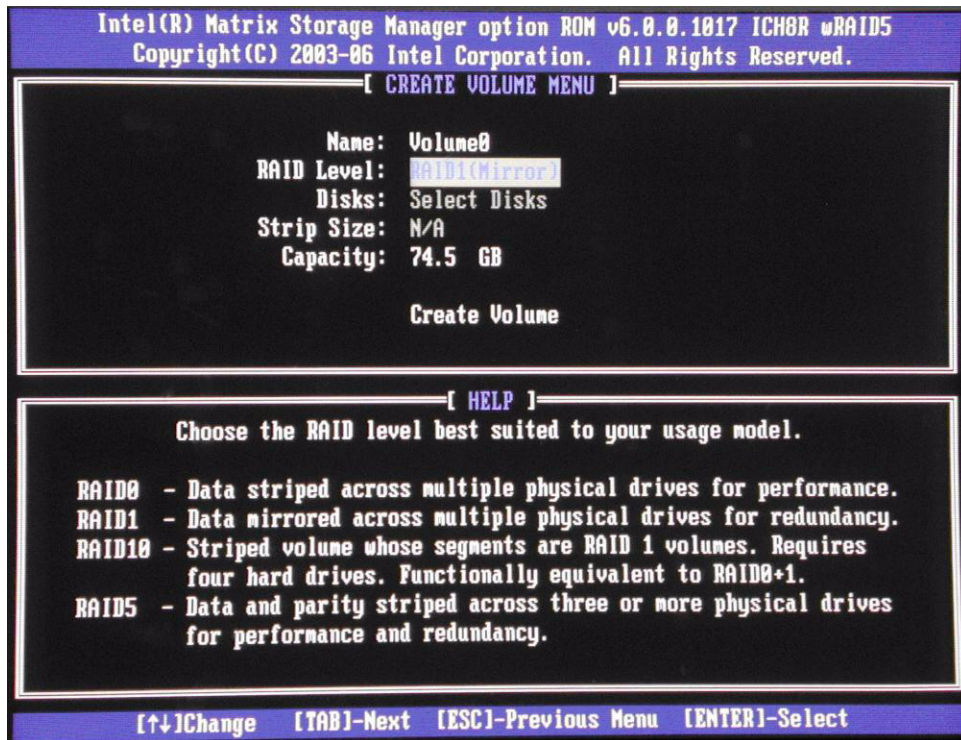 Intel(R) Matrix Storage Manager option ROM v6.0.0.1017 ICH8R wRAID5
Copyright(C) 2003-06 Intel Corporation. All Rights Reserved.
[ CREATE VOLUME MENU ]
Name: Volume0
RAID Level: RAID1(Mirror)
Disks: Select Disks
Strip Size: N/A
Capacity: 74.5 GB
Create Volume
[ HELP ]
Choose the RAID level best suited to your usage model.
RAID0 - Data striped across multiple physical drives for performance.
RAID1 - Data mirrored across multiple physical drives for redundancy.
RAID10 - Striped volume whose segments are RAID 1 volumes. Requires
four hard drives. Functionally equivalent to RAID0+1.
RAID5 - Data and parity striped across three or more physical drives
for performance and redundancy.
[↑↓]Change [TAB]-Next [ESC]-Previous Menu [ENTER]-Select